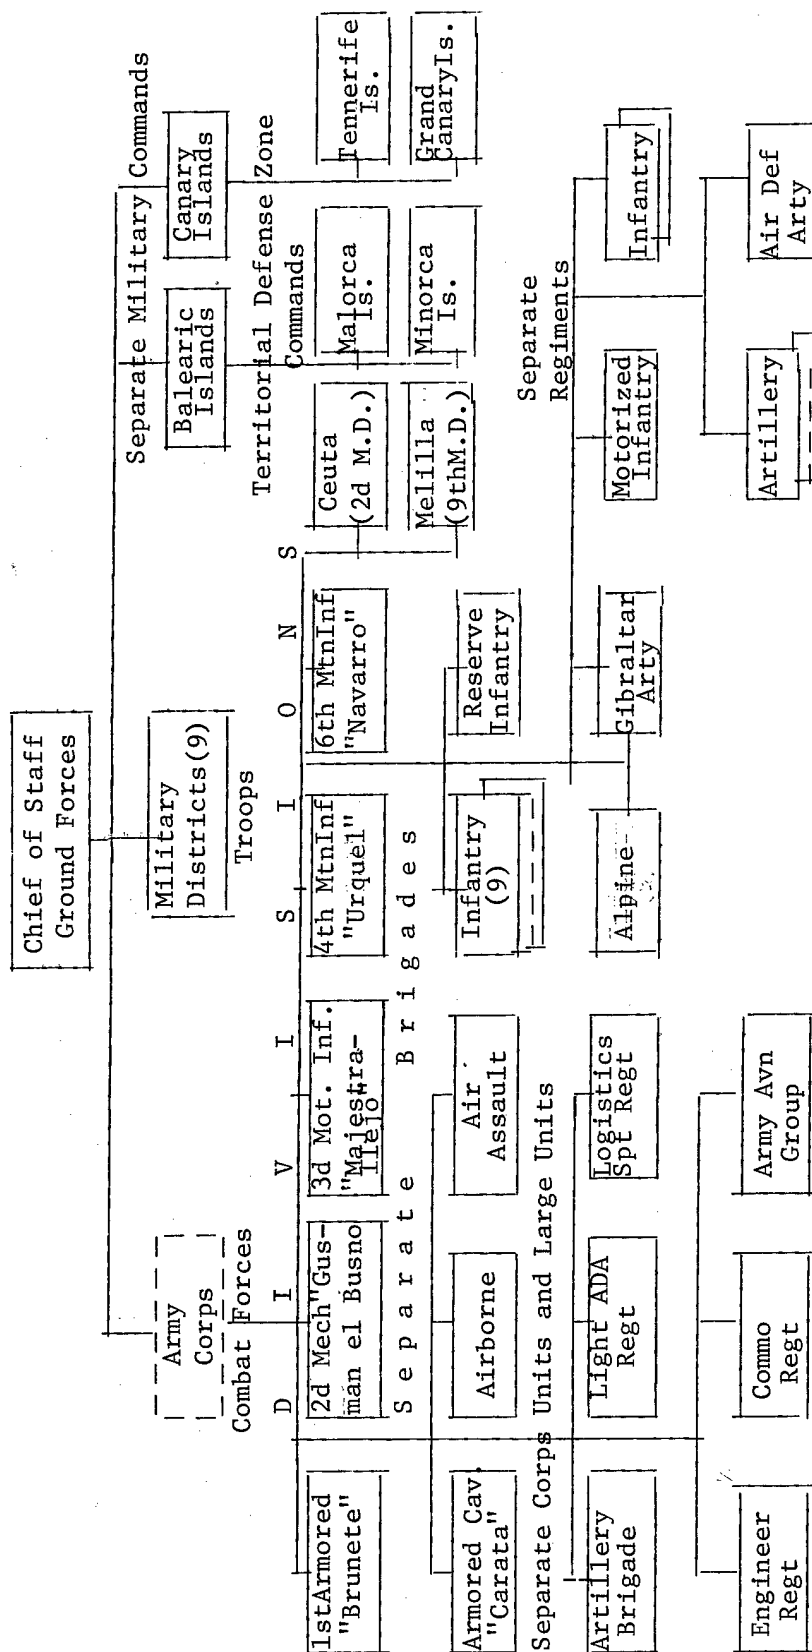 Chief of Staff
Ground Forces
Army
Corps
Military
Districts(9)
Separate Military Commands
Balearic
Islands
Canary
Islands
Combat Forces
Troops
Territorial Defense Zone
Commands
D I V I S I O N S
1stArmored
"Brunete"
2d Mech"Gus-
mán el Busno
3d Mot. Inf.
"Majestra-
llejo"
4th MtnInf
"Urquel"
6th MtnInf
"Navarro"
Ceuta
(2d M.D.)
Malorca
Is.
Tennerife
Is.
Melilla
(9thM.D.)
Minorca
Is.
Grand
CanaryIs.
Separate Brigades
Armored Cav.
"Carata"
Airborne
Air
Assault
Infantry
(9)
Reserve
Infantry
Separate
Regiments
Separate Corps Units and Large Units
Artillery
Brigade
Light ADA
Regt
Logistics
Spt Regt
Alpine
Gibraltar
Arty
Motorized
Infantry
Infantry
Engineer
Regt
Commo
Regt
Army Avn
Group
Artillery
Air Def
Arty